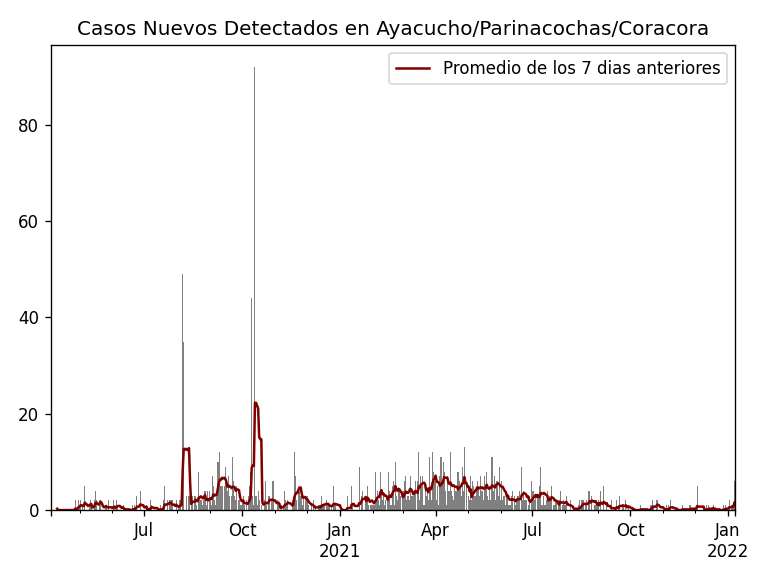 Casos Nuevos Detectados en Ayacucho/Parinacochas/Coracora
Promedio de los 7 dias anteriores
80
60
40
20
0
Jul Oct Jan Apr Jul Oct Jan
2021 2022